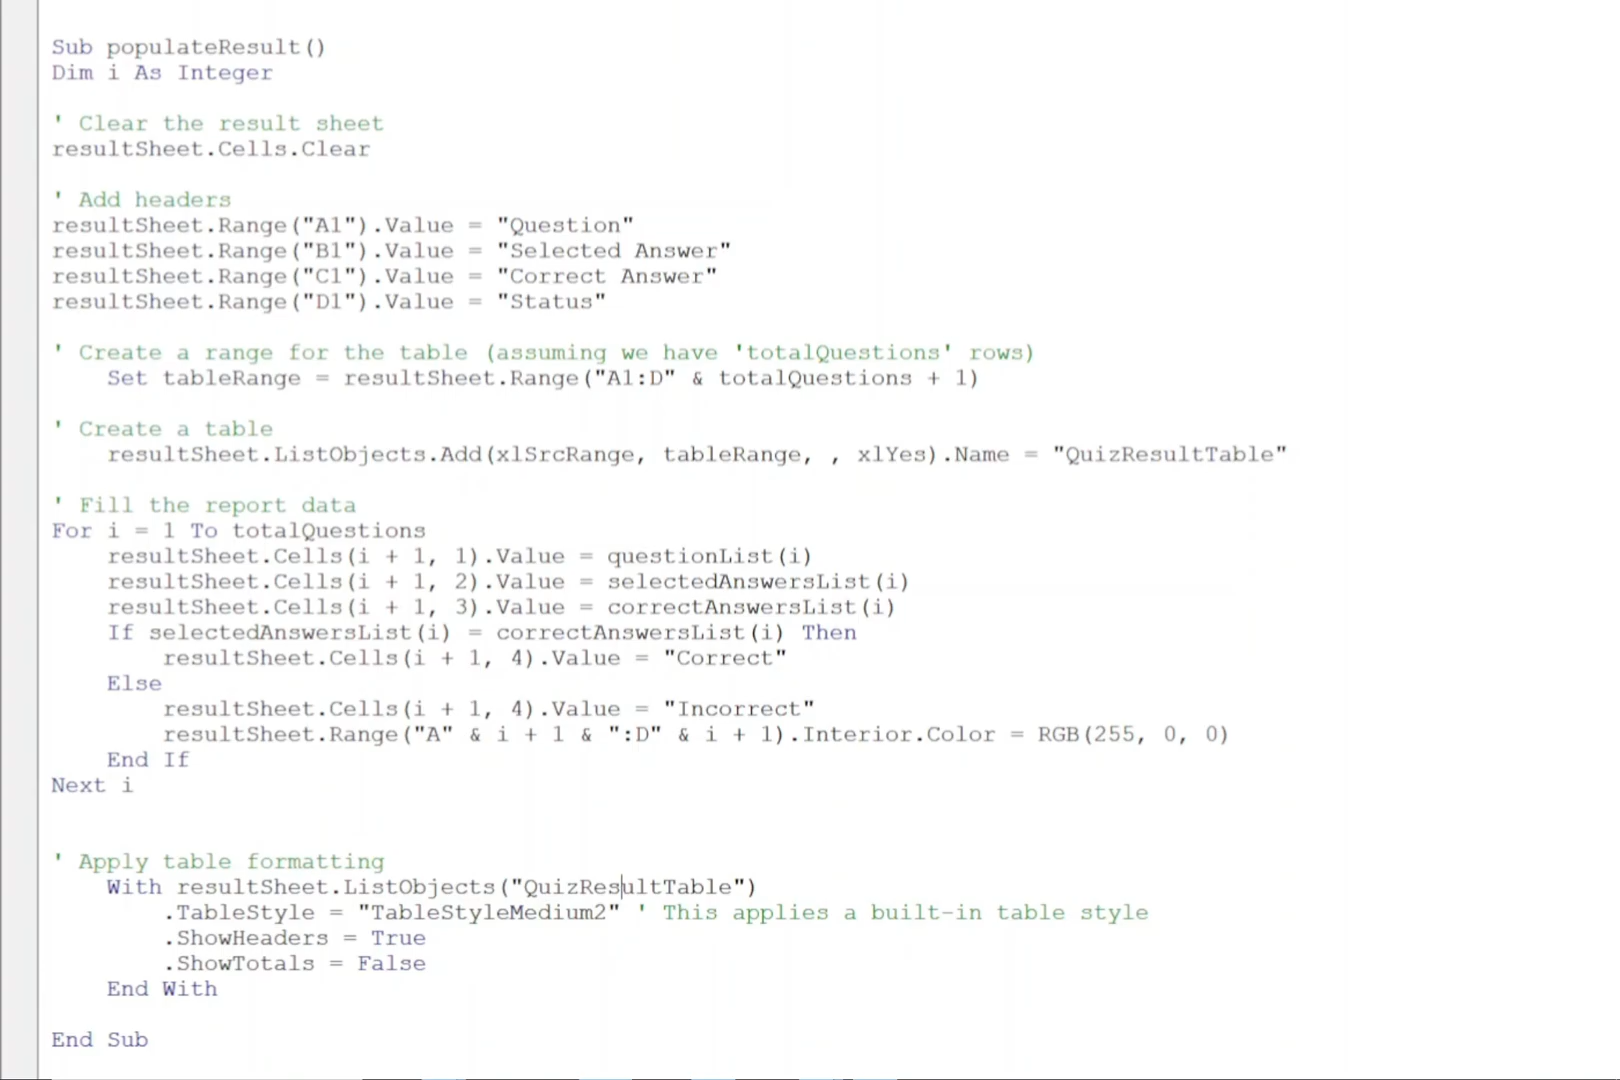 Sub populateResult()
Dim i As Integer
' Clear the result sheet
resultSheet.Cells.Clear
' Add headers
resultSheet.Range("A1").Value = "Question"
resultSheet.Range("B1").Value = "Selected Answer"
resultSheet.Range("C1").Value = "Correct Answer"
resultSheet.Range("D1").Value = "Status"
' Create a range for the table (assuming we have 'totalQuestions' rows)
Set tableRange = resultSheet.Range("A1:D" & totalQuestions + 1)
' Create a table
resultSheet.ListObjects.Add(xlSrcRange, tableRange, , xlYes).Name = "QuizResultTable"
' Fill the report data
For i = 1 To totalQuestions
resultSheet.Cells(i + 1, 1).Value = questionList(i)
resultSheet.Cells(i + 1, 2).Value = selectedAnswersList(i)
resultSheet.Cells(i + 1, 3).Value = correctAnswersList(i)
If selectedAnswersList(i) = correctAnswersList(i) Then
resultSheet.Cells(i + 1, 4).Value = "Correct"
Else
resultSheet.Cells(i + 1, 4).Value = "Incorrect"
resultSheet.Range("A" & i + 1 & ":D" & i + 1).Interior.Color = RGB(255, 0, 0)
End If
Next i
' Apply table formatting
With resultSheet.ListObjects("QuizResultTable")
.TableStyle = "TableStyleMedium2" ' This applies a built-in table style
.ShowHeaders = True
.ShowTotals = False
End With
End Sub